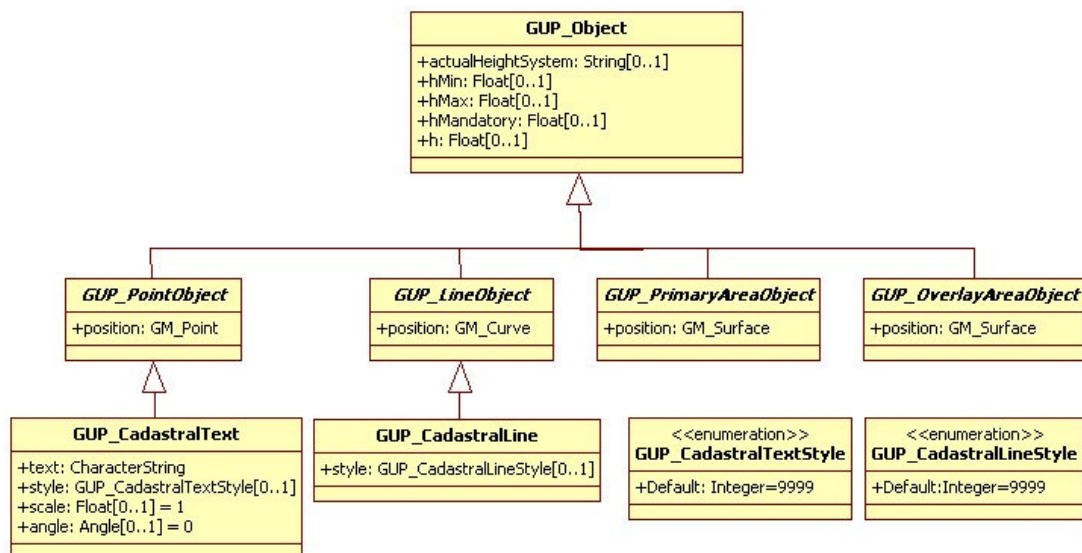 GUP_Object
+actualHeightSystem: String[0..1]
+hMin: Float[0..1]
+hMax: Float[0..1]
+hMandatory: Float[0..1]
+h: Float[0..1]
GUP_PointObject
+position: GM_Point
GUP_LineObject
+position: GM_Curve
GUP_PrimaryAreaObject
+position: GM_Surface
GUP_OverlayAreaObject
+position: GM_Surface
GUP_CadastralText
+text: CharacterString
+style: GUP_CadastralTextStyle[0..1]
+scale: Float[0..1] = 1
+angle: Angle[0..1] = 0
GUP_CadastralLine
+style: GUP_CadastralLineStyle[0..1]
<<enumeration>>
GUP_CadastralTextStyle
+Default: Integer=9999
<<enumeration>>
GUP_CadastralLineStyle
+Default:Integer=9999